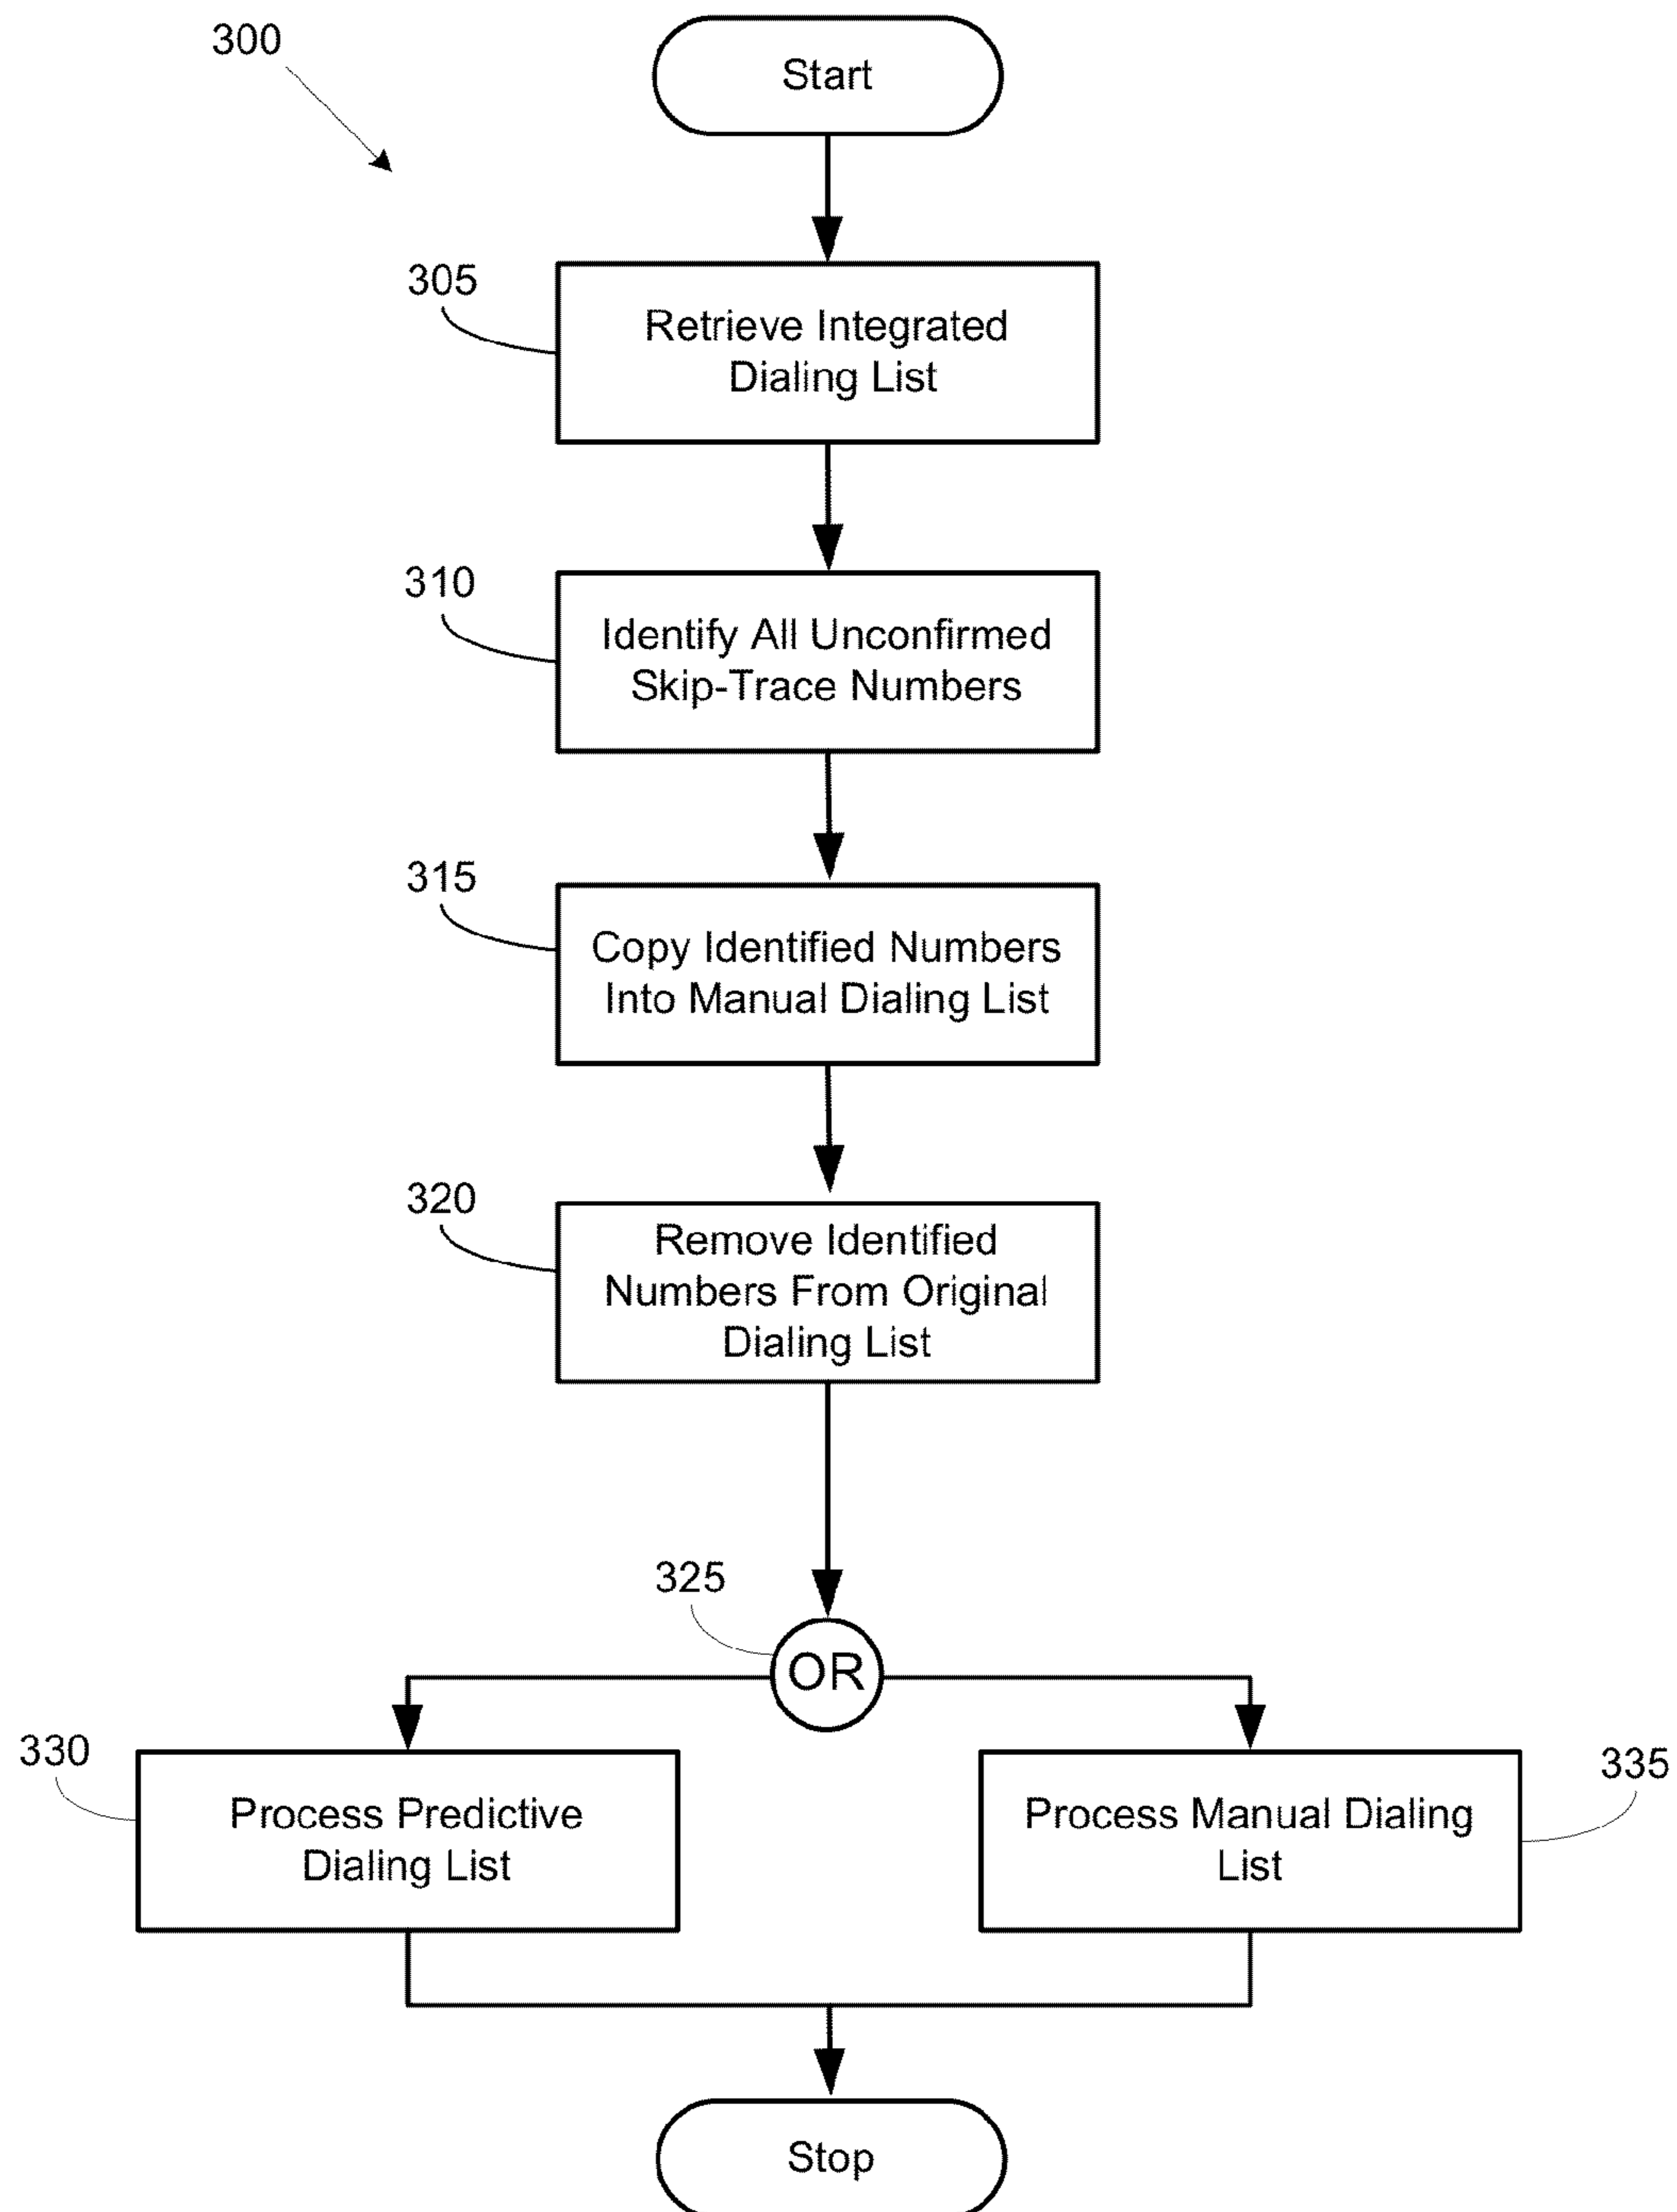 300
Start
305
Retrieve Integrated
Dialing List
310
Identify All Unconfirmed
Skip-Trace Numbers
315
Copy Identified Numbers
Into Manual Dialing List
320
Remove Identified
Numbers From Original
Dialing List
325
OR
330
Process Predictive
Dialing List
335
Process Manual Dialing
List
Stop